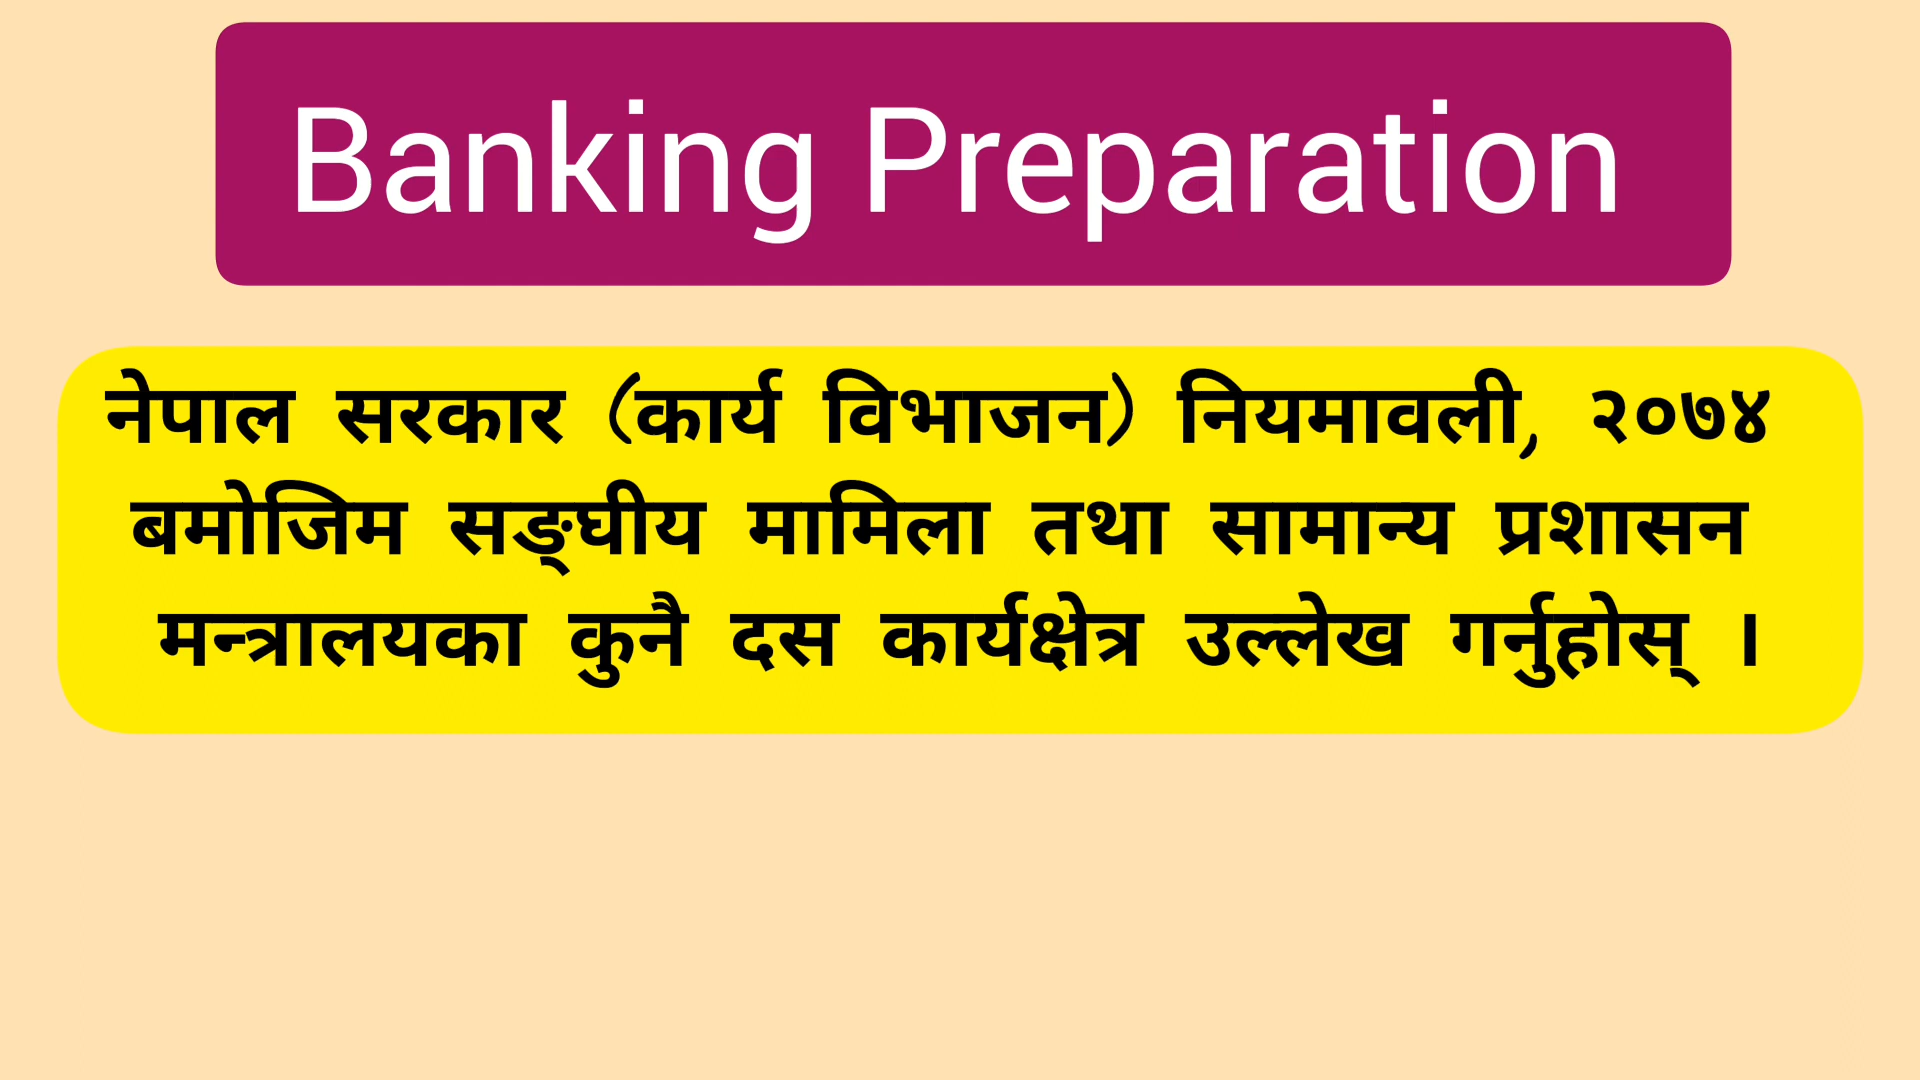 Banking Preparation
नेपाल सरकार (कार्य विभाजन) नियमावली, २०७४
बमोजिम सङ्घीय मामिला तथा सामान्य प्रशासन
मन्त्रालयका कुनै दस कार्यक्षेत्र उल्लेख गर्नुहोस् ।